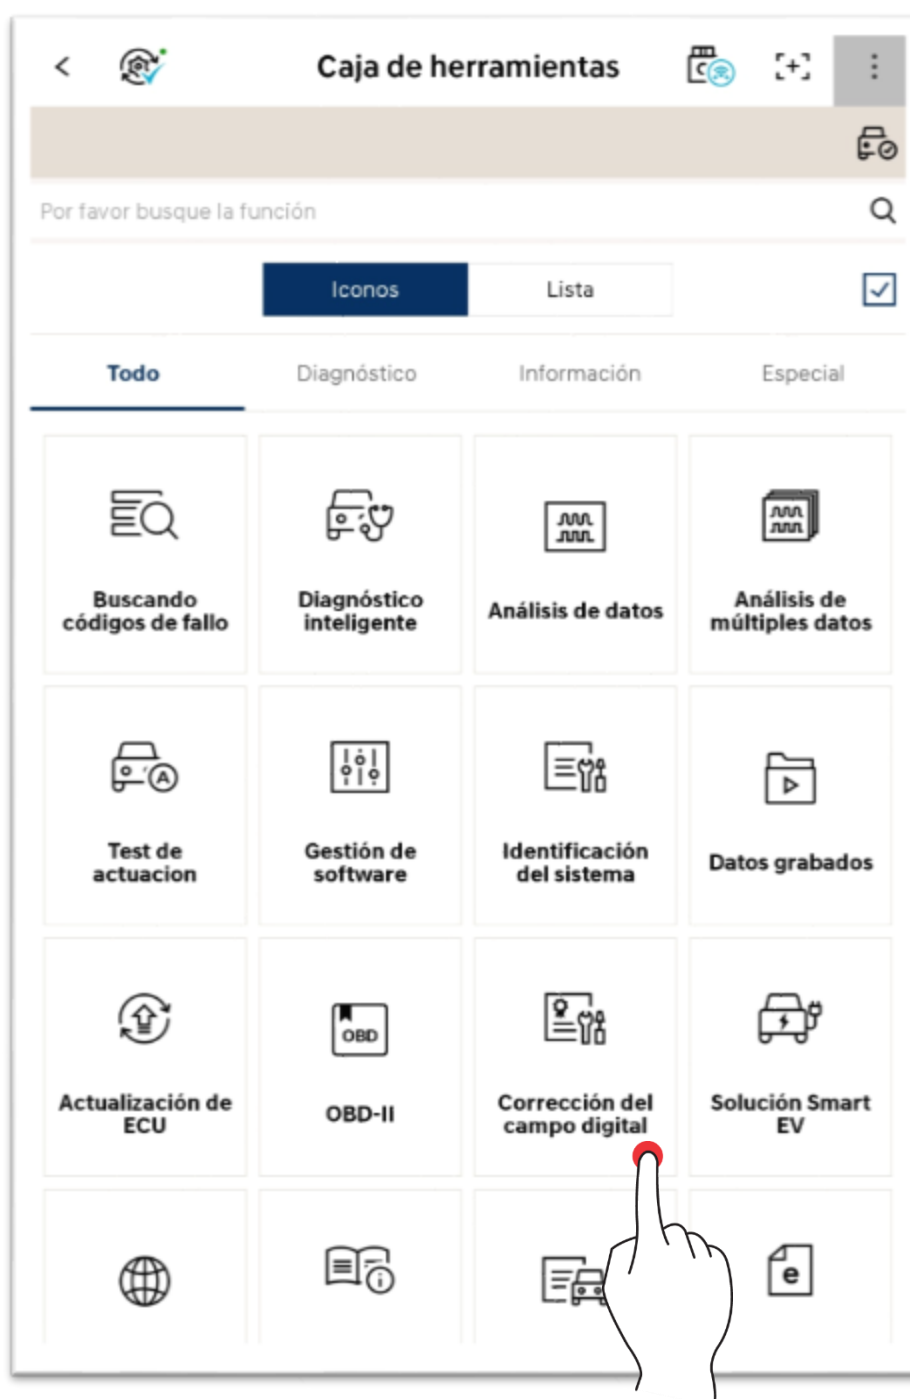 Caja de herramientas
Por favor busque la función
Iconos
Lista
Todo
Diagnóstico
Información
Especial
Buscando
códigos de fallo
Diagnóstico
inteligente
Análisis de datos
Análisis de
múltiples datos
Test de
actuacion
Gestión de
software
Identificación
del sistema
Datos grabados
Actualización de
ECU
OBD
OBD-II
Corrección del
campo digital
Solución Smart
EV